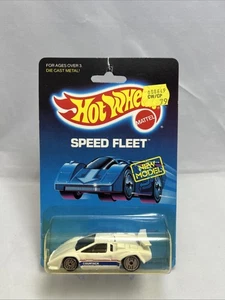 FOR AGES OVER 3
DIE CAST METAL!
Hot Wheels
MATTEL
SPEED FLEET
NEW
MODEL